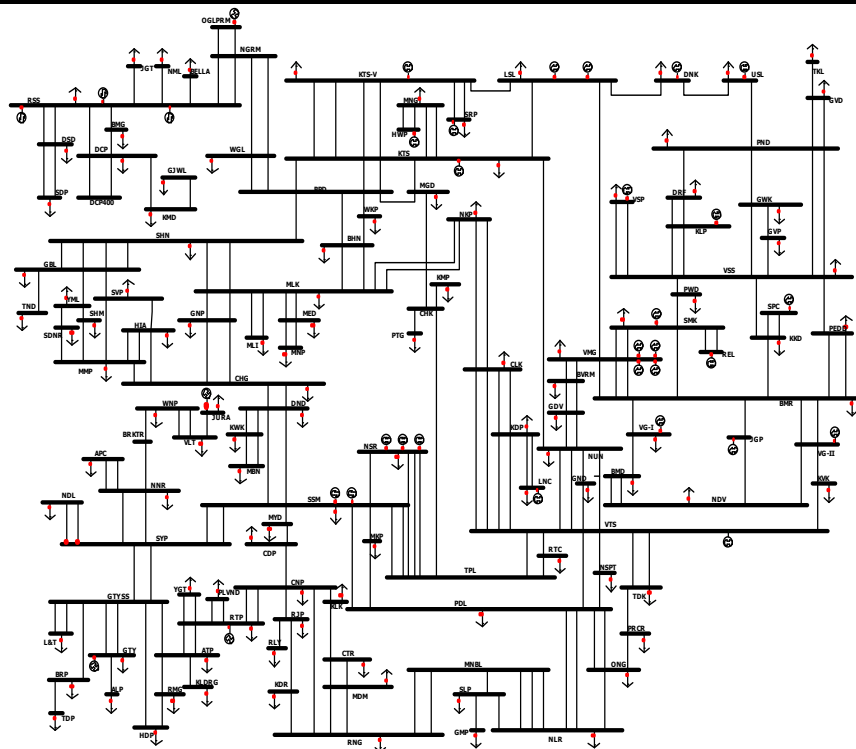 OGLPRM
NGRM
JGT
NML
BELLA
KTS-V
LSL
DNK
USL
TKL
GVD
RSS
MNG
SRP
HWP
BMG
DSD
DCP
WGL
KTS
PND
GJWL
SDP
DCP400
KMD
MGD
WKP
NKP
DRF
VSP
GWK
KLP
GVP
SHN
BHN
GBL
MLK
KMP
VSS
TND
YML
SVP
SHM
SDNR
HIA
GNP
MED
MLI
MNP
CHK
PTG
PWD
SPC
SMK
KKD
PEDD
REL
MMP
VMG
CLK
BVRM
CHG
WNP
JURA
DND
GDV
BMR
BRKTR
VLT
KWK
MBN
KDP
VG-I
JGP
VG-II
APC
NNR
NSR
LNC
NUN
GND
BMD
KVK
NDL
SSM
NDV
MYD
SYP
CDP
MKP
VTS
RTC
TPL
NSPT
TDK
GTYSS
YGT
PLVND
CNP
KLK
PDL
RTP
RJP
PRCR
L&T
GTY
ATP
RLY
CTR
MNBL
ONG
BRP
ALP
RMG
KLDRG
KDR
MDM
SLP
TDP
HDP
RNG
GMP
NLR